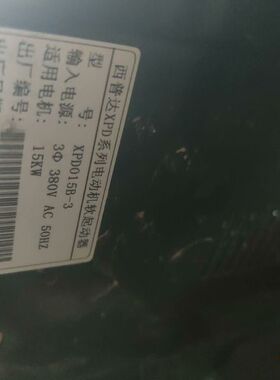 西普达XPD系列电动机软起动器
型 号: XPD015B-3
输入电源: 3Φ 380V AC 50HZ
适用电机: 15KW
出厂编号: